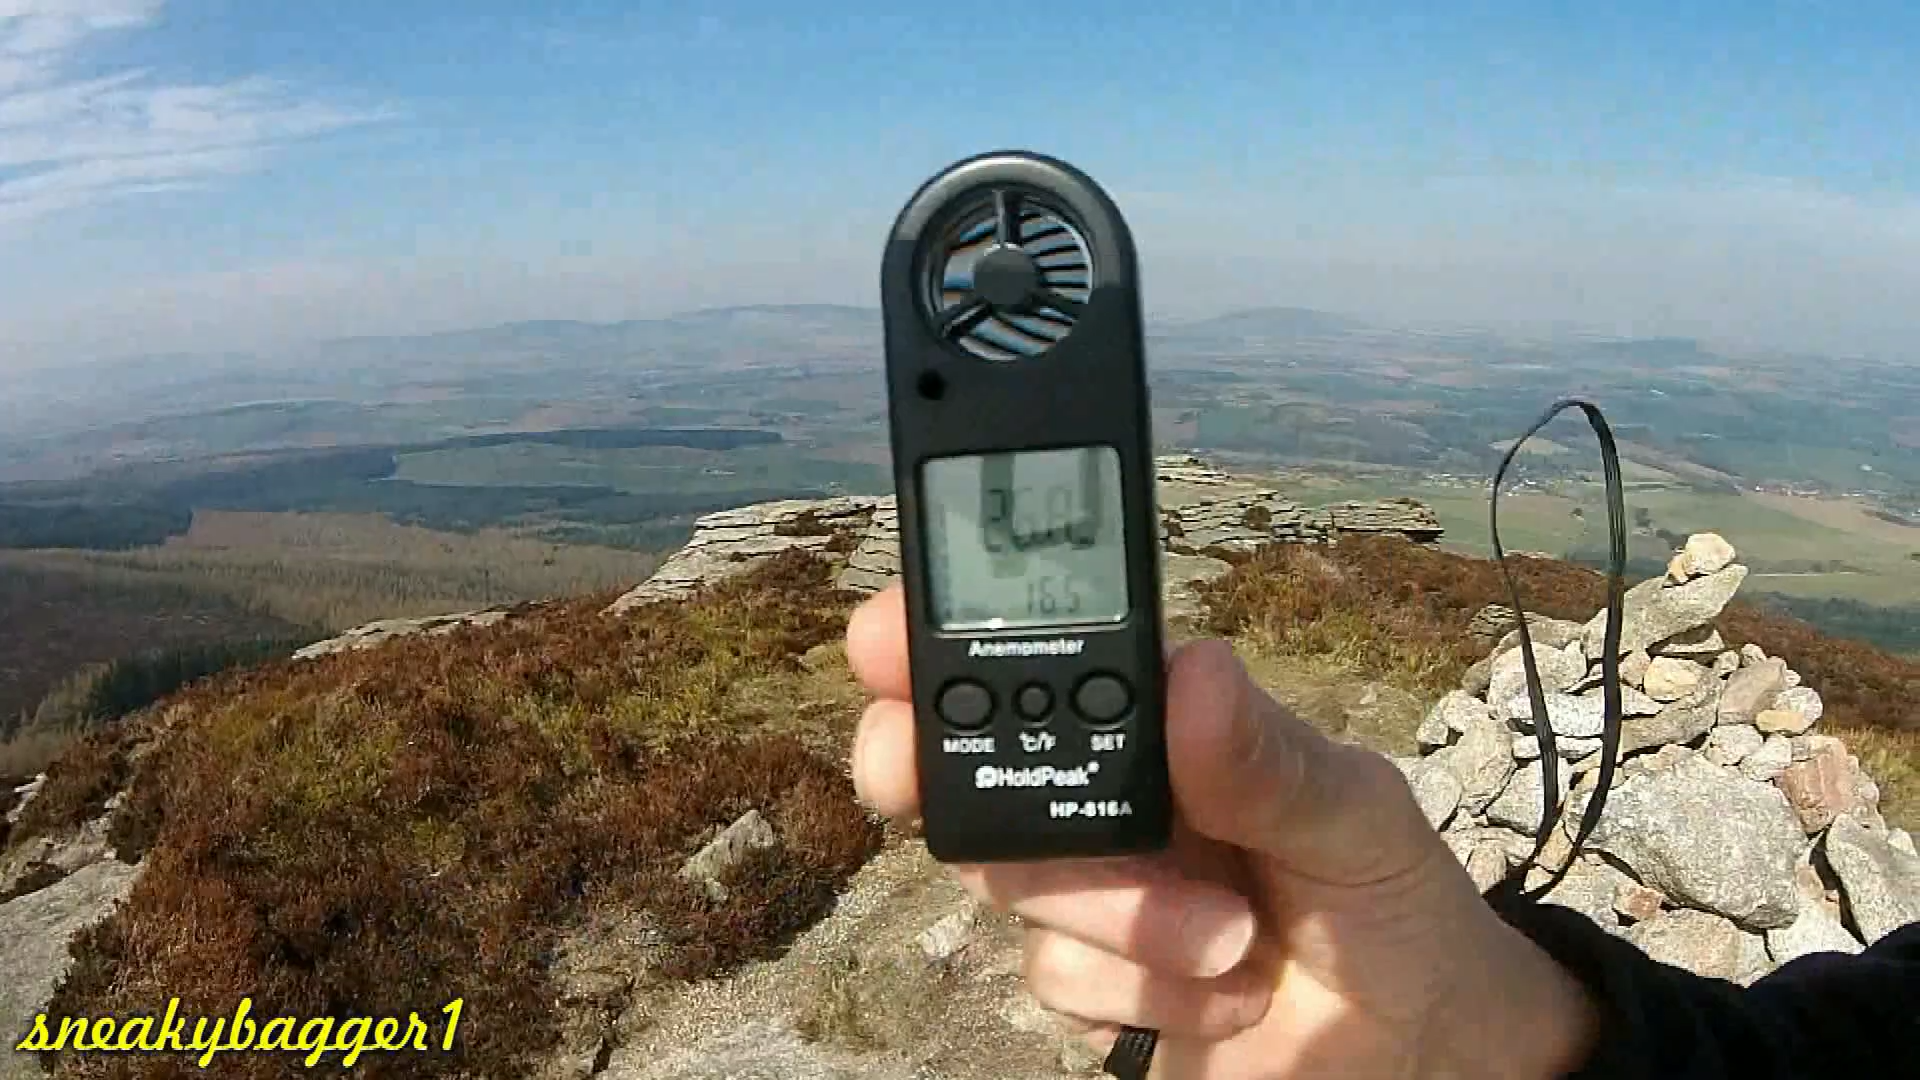 16.5
Anemometer
MODE °C/F SET
HoldPeak®
HP-816A
sneakybagger1